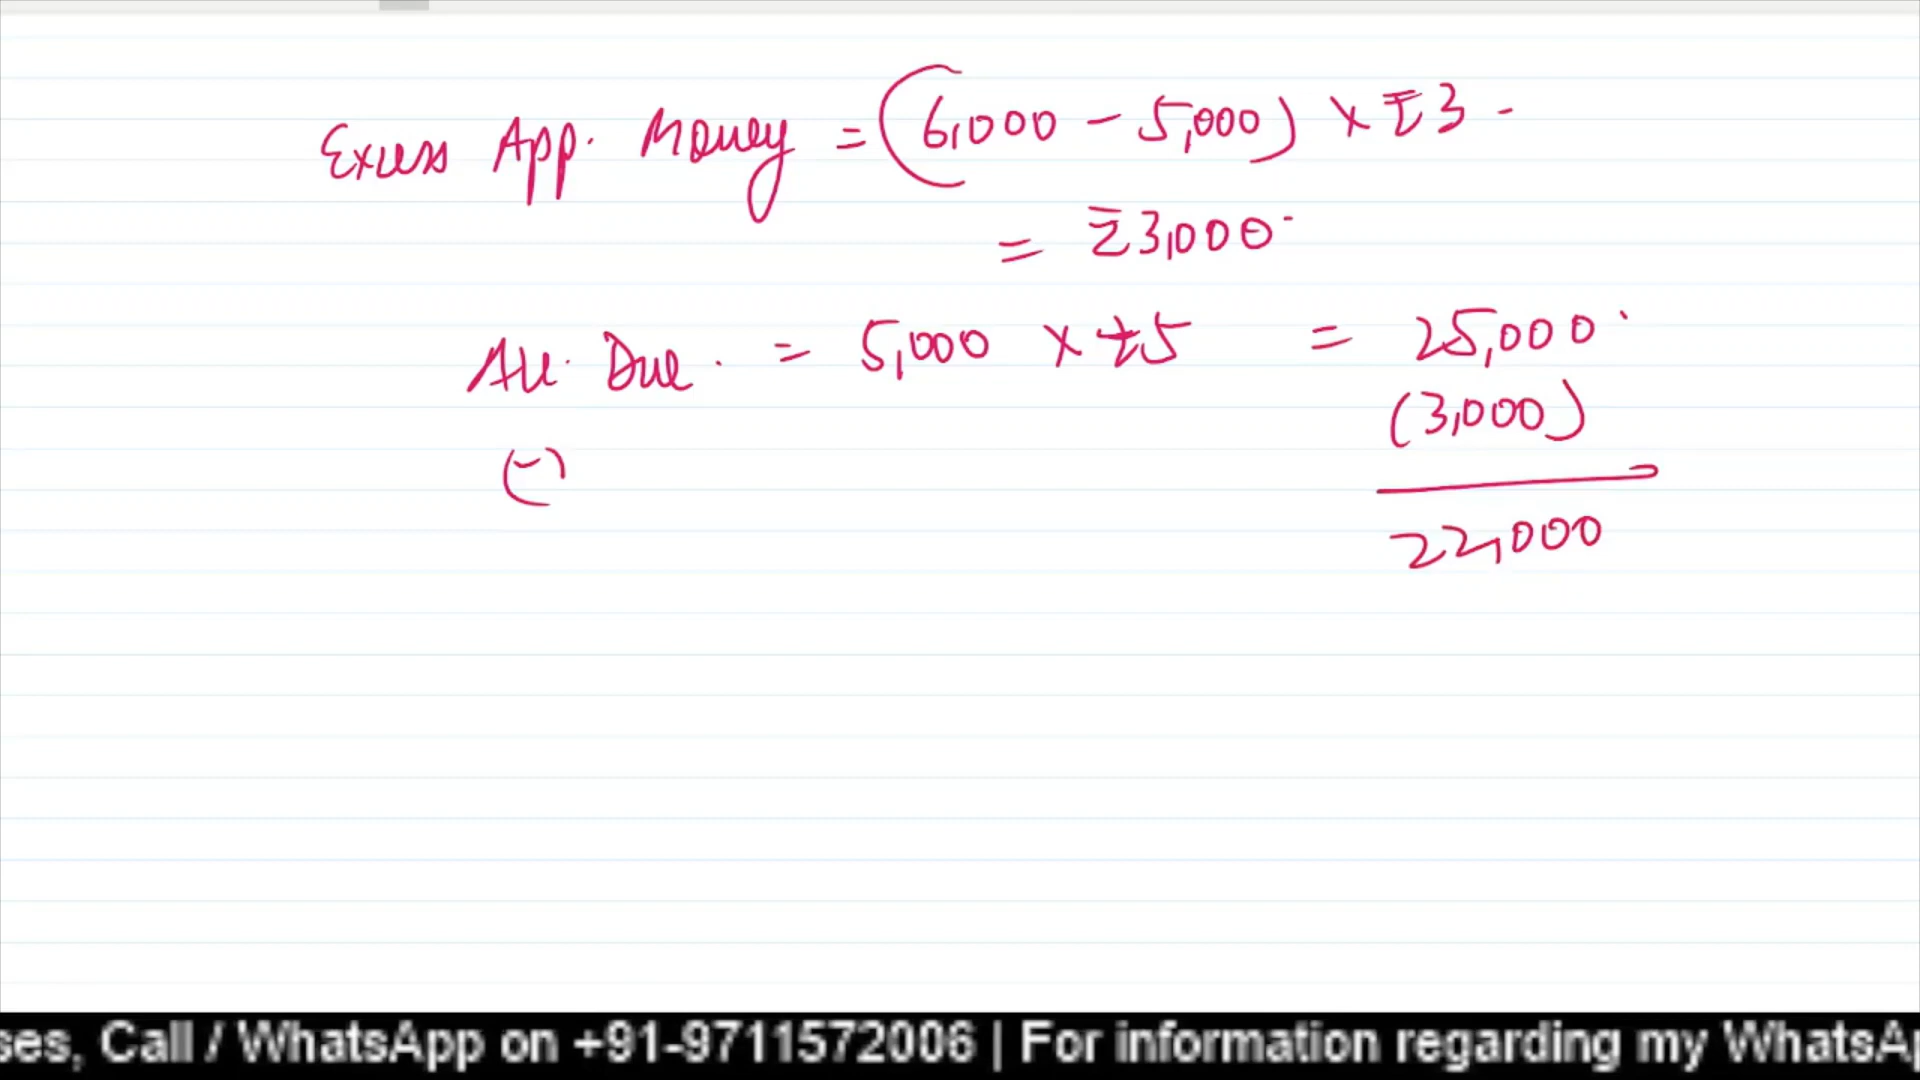 Excess App. Money = (6,000 - 5,000) × ₹3
= ₹3,000
All. Due. = 5,000 × ₹5 = 25,000
(3,000)
(-)
22,000
ses, Call / WhatsApp on +91-9711572006 | For information regarding my WhatsAp